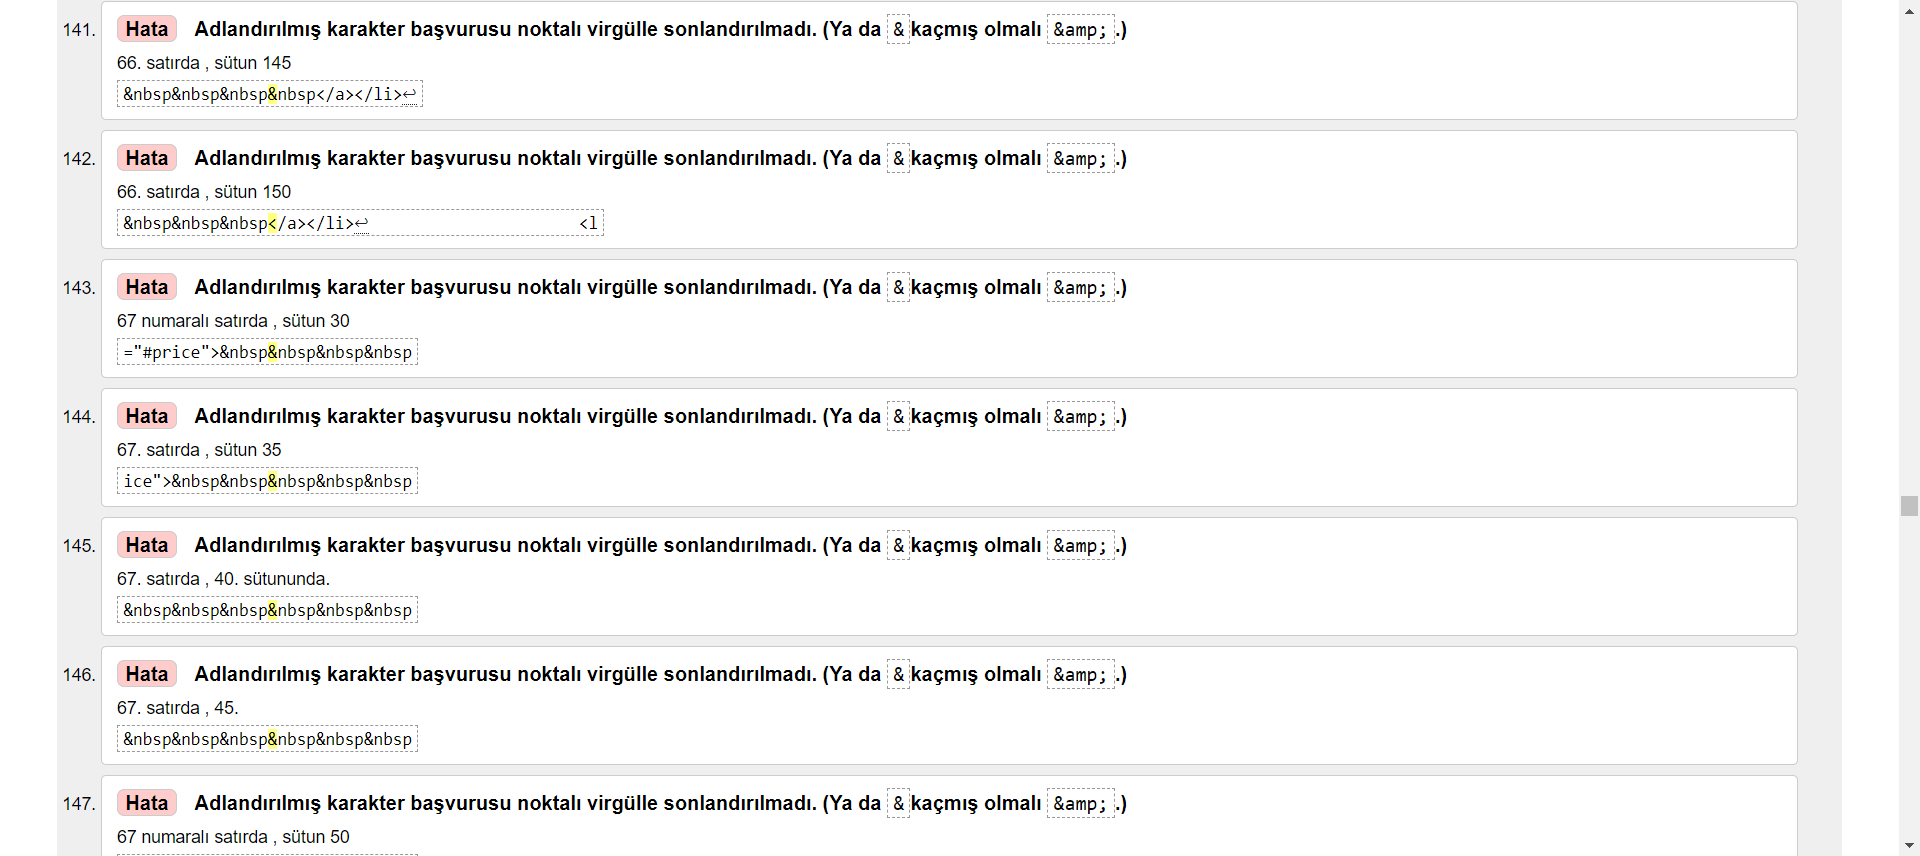 141. Hata Adlandırılmış karakter başvurusu noktalı virgülle sonlandırılmadı. (Ya da & kaçmış olmalı &amp; .)
66. satırda , sütun 145
&nbsp&nbsp&nbsp&nbsp</a></li>↩
142. Hata Adlandırılmış karakter başvurusu noktalı virgülle sonlandırılmadı. (Ya da & kaçmış olmalı &amp; .)
66. satırda , sütun 150
&nbsp&nbsp&nbsp</a></li>↩ <l
143. Hata Adlandırılmış karakter başvurusu noktalı virgülle sonlandırılmadı. (Ya da & kaçmış olmalı &amp; .)
67 numaralı satırda , sütun 30
="#price">&nbsp&nbsp&nbsp&nbsp
144. Hata Adlandırılmış karakter başvurusu noktalı virgülle sonlandırılmadı. (Ya da & kaçmış olmalı &amp; .)
67. satırda , sütun 35
ice">&nbsp&nbsp&nbsp&nbsp&nbsp
145. Hata Adlandırılmış karakter başvurusu noktalı virgülle sonlandırılmadı. (Ya da & kaçmış olmalı &amp; .)
67. satırda , 40. sütununda.
&nbsp&nbsp&nbsp&nbsp&nbsp&nbsp
146. Hata Adlandırılmış karakter başvurusu noktalı virgülle sonlandırılmadı. (Ya da & kaçmış olmalı &amp; .)
67. satırda , 45.
&nbsp&nbsp&nbsp&nbsp&nbsp&nbsp
147. Hata Adlandırılmış karakter başvurusu noktalı virgülle sonlandırılmadı. (Ya da & kaçmış olmalı &amp; .)
67 numaralı satırda , sütun 50